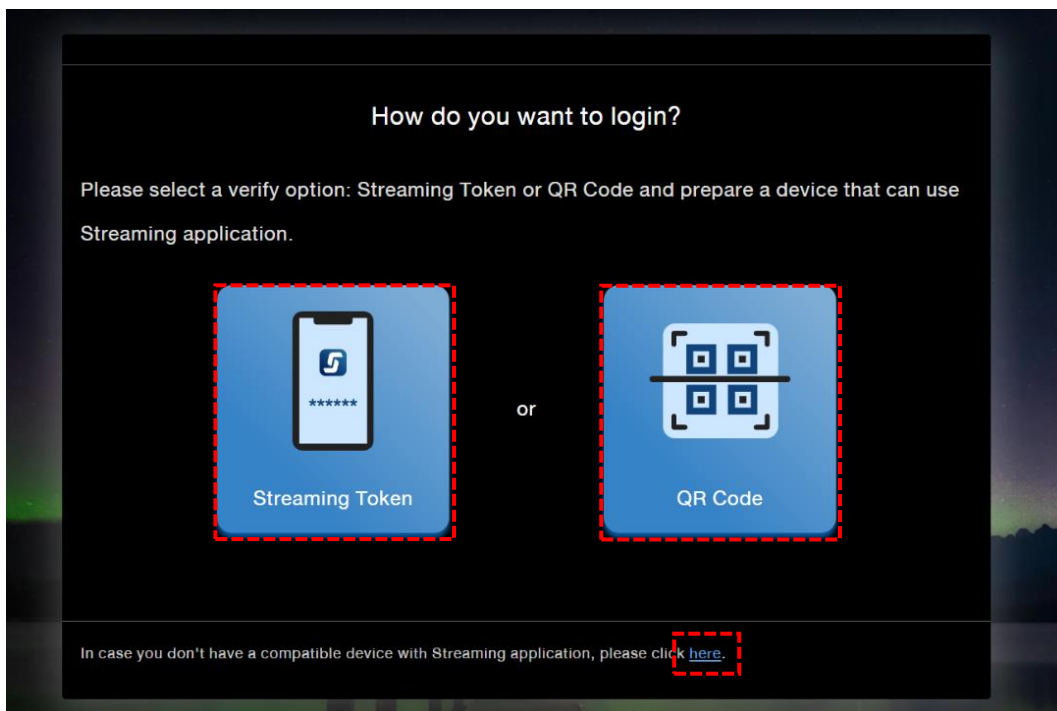 How do you want to login?
Please select a verify option: Streaming Token or QR Code and prepare a device that can use
Streaming application.
******
or
Streaming Token
QR Code
In case you don't have a compatible device with Streaming application, please click here.